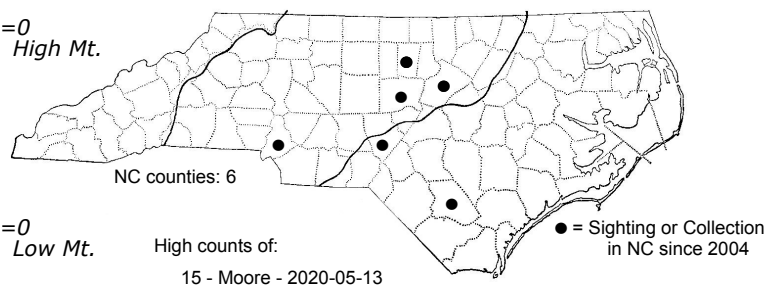 =0
High Mt.
NC counties: 6
=0
Low Mt.
High counts of:
15 - Moore - 2020-05-13
● = Sighting or Collection
in NC since 2004